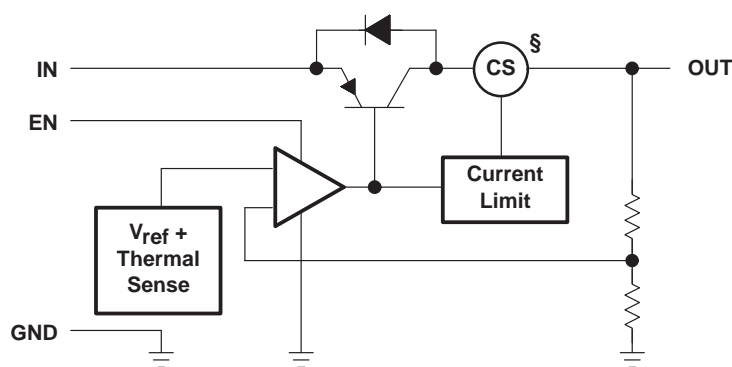 §
IN
CS
OUT
EN
Current
Limit
Vref +
Thermal
Sense
GND